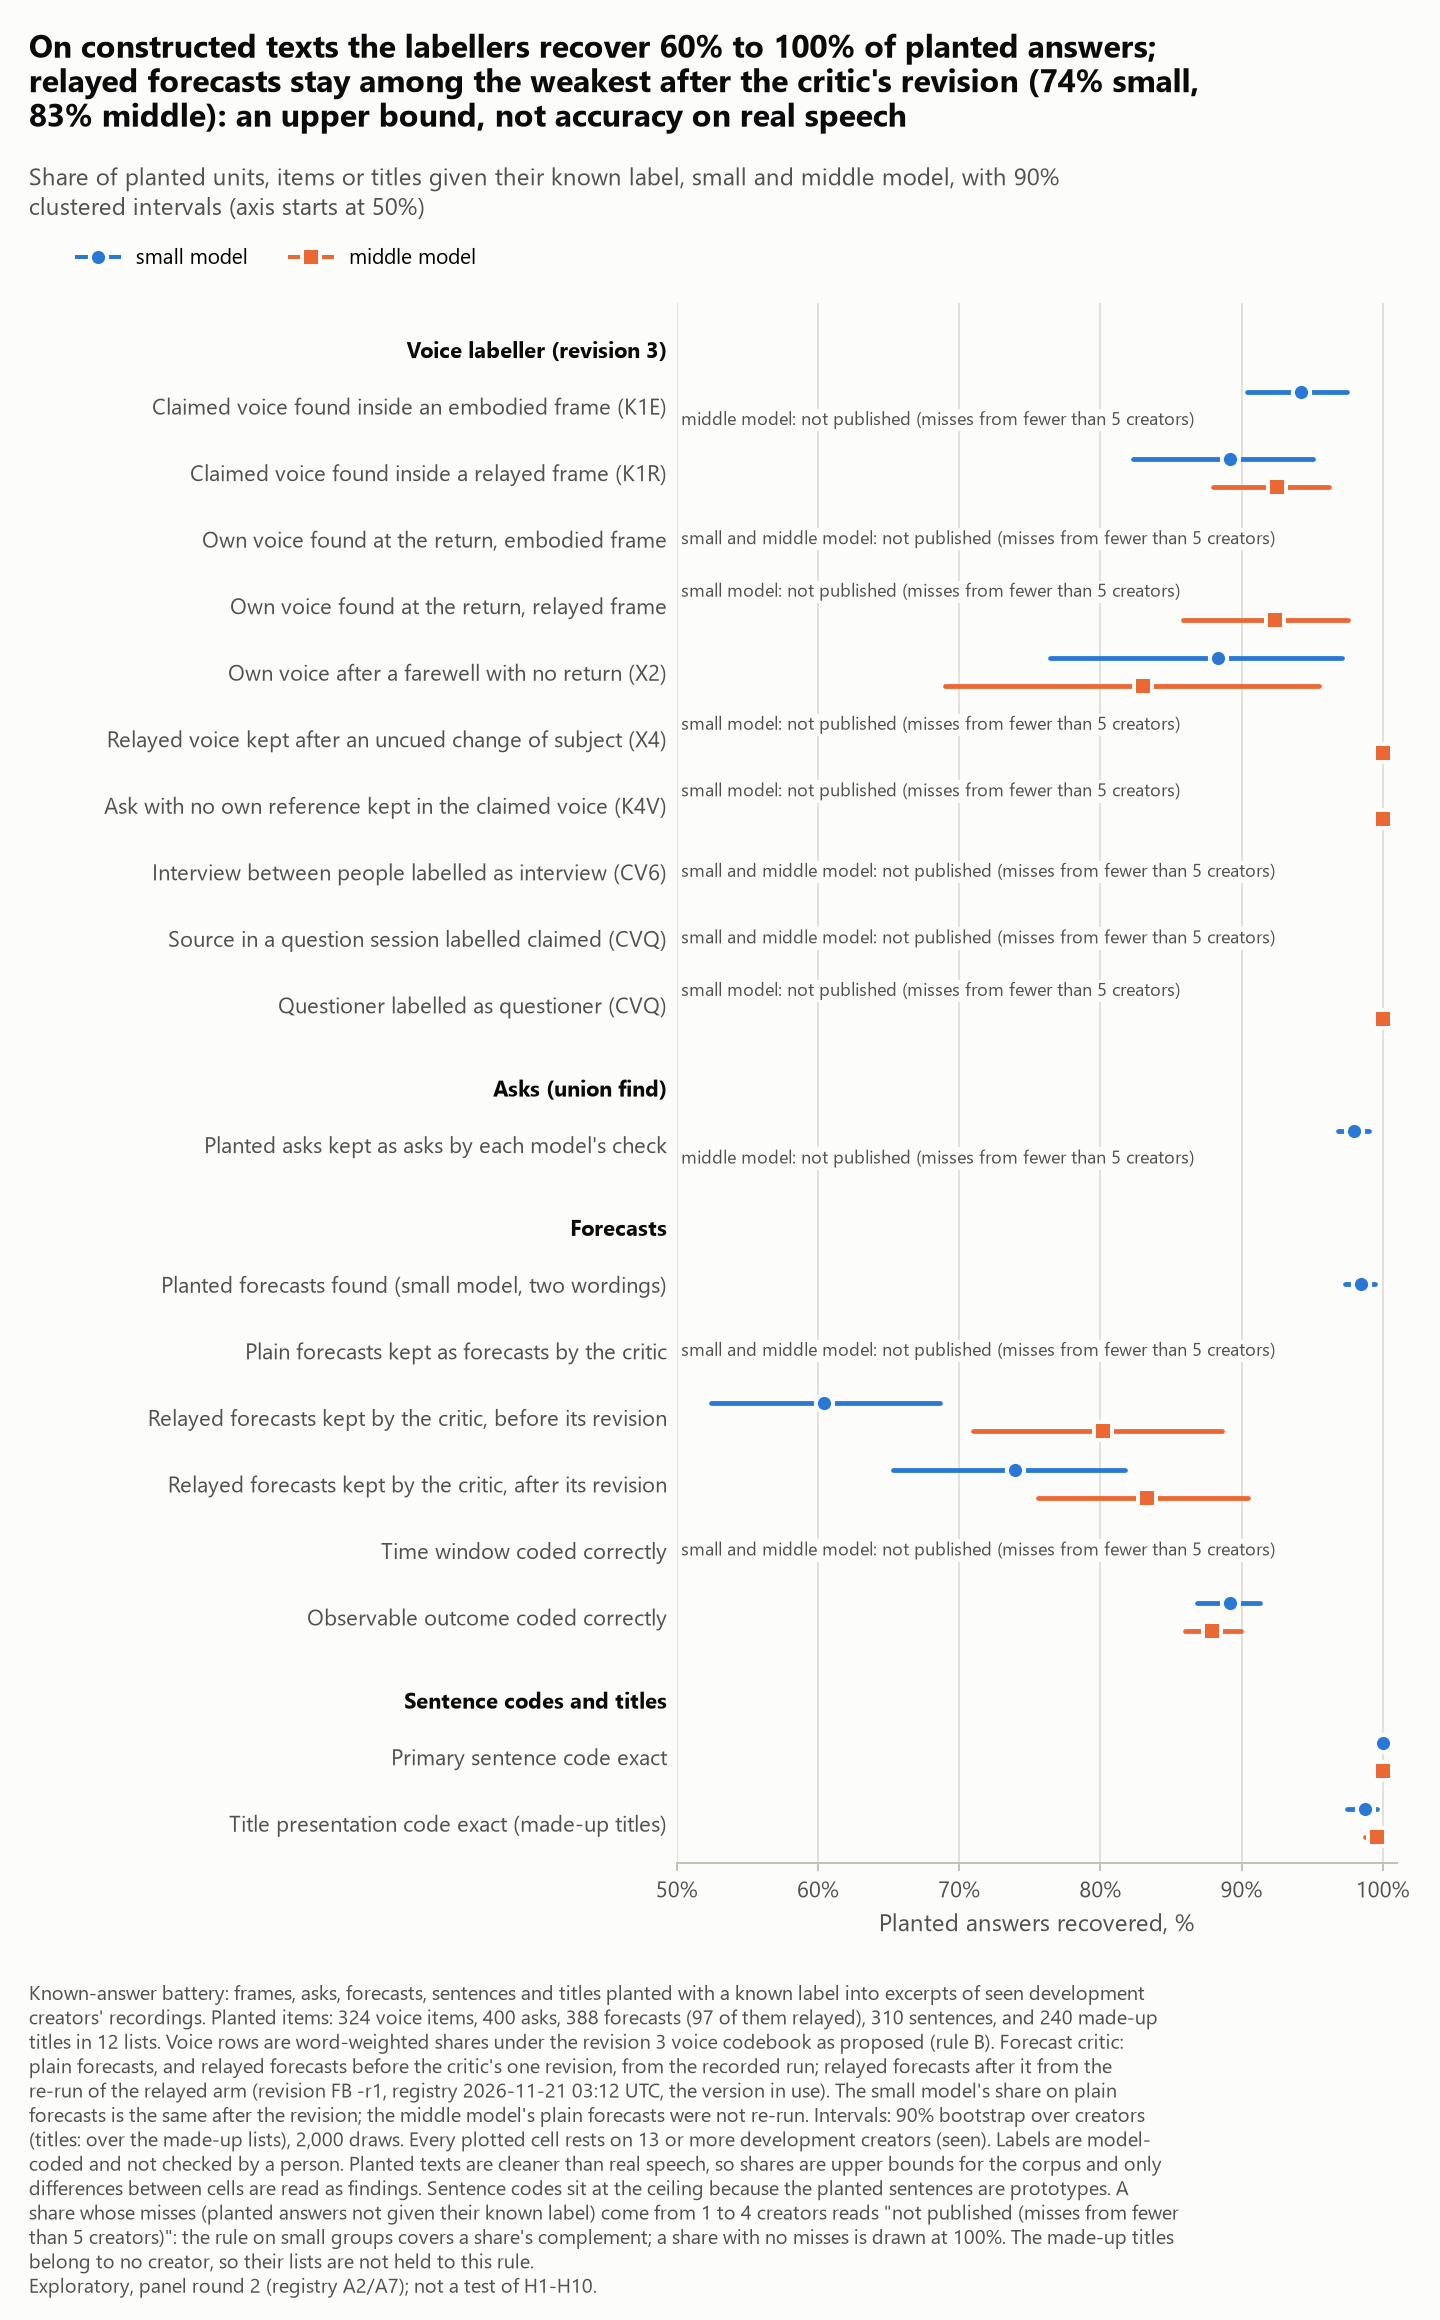 On constructed texts the labellers recover 60% to 100% of planted answers;
relayed forecasts stay among the weakest after the critic's revision (74% small,
83% middle): an upper bound, not accuracy on real speech
Share of planted units, items or titles given their known label, small and middle model, with 90%
clustered intervals (axis starts at 50%)
small model
middle model
Voice labeller (revision 3)
Claimed voice found inside an embodied frame (K1E)
middle model: not published (misses from fewer than 5 creators)
Claimed voice found inside a relayed frame (K1R)
Own voice found at the return, embodied frame
small and middle model: not published (misses from fewer than 5 creators)
Own voice found at the return, relayed frame
small model: not published (misses from fewer than 5 creators)
Own voice after a farewell with no return (X2)
Relayed voice kept after an uncued change of subject (X4)
small model: not published (misses from fewer than 5 creators)
Ask with no own reference kept in the claimed voice (K4V)
small model: not published (misses from fewer than 5 creators)
Interview between people labelled as interview (CV6)
small and middle model: not published (misses from fewer than 5 creators)
Source in a question session labelled claimed (CVQ)
small and middle model: not published (misses from fewer than 5 creators)
Questioner labelled as questioner (CVQ)
small model: not published (misses from fewer than 5 creators)
Asks (union find)
Planted asks kept as asks by each model's check
middle model: not published (misses from fewer than 5 creators)
Forecasts
Planted forecasts found (small model, two wordings)
Plain forecasts kept as forecasts by the critic
small and middle model: not published (misses from fewer than 5 creators)
Relayed forecasts kept by the critic, before its revision
Relayed forecasts kept by the critic, after its revision
Time window coded correctly
small and middle model: not published (misses from fewer than 5 creators)
Observable outcome coded correctly
Sentence codes and titles
Primary sentence code exact
Title presentation code exact (made-up titles)
50%
60%
70%
80%
90%
100%
Planted answers recovered, %
Known-answer battery: frames, asks, forecasts, sentences and titles planted with a known label into excerpts of seen development
creators' recordings. Planted items: 324 voice items, 400 asks, 388 forecasts (97 of them relayed), 310 sentences, and 240 made-up
titles in 12 lists. Voice rows are word-weighted shares under the revision 3 voice codebook as proposed (rule B). Forecast critic:
plain forecasts, and relayed forecasts before the critic's one revision, from the recorded run; relayed forecasts after it from the
re-run of the relayed arm (revision FB -r1, registry 2026-11-21 03:12 UTC, the version in use). The small model's share on plain
forecasts is the same after the revision; the middle model's plain forecasts were not re-run. Intervals: 90% bootstrap over creators
(titles: over the made-up lists), 2,000 draws. Every plotted cell rests on 13 or more development creators (seen). Labels are model-
coded and not checked by a person. Planted texts are cleaner than real speech, so shares are upper bounds for the corpus and only
differences between cells are read as findings. Sentence codes sit at the ceiling because the planted sentences are prototypes. A
share whose misses (planted answers not given their known label) come from 1 to 4 creators reads "not published (misses from fewer
than 5 creators)": the rule on small groups covers a share's complement; a share with no misses is drawn at 100%. The made-up titles
belong to no creator, so their lists are not held to this rule.
Exploratory, panel round 2 (registry A2/A7); not a test of H1-H10.